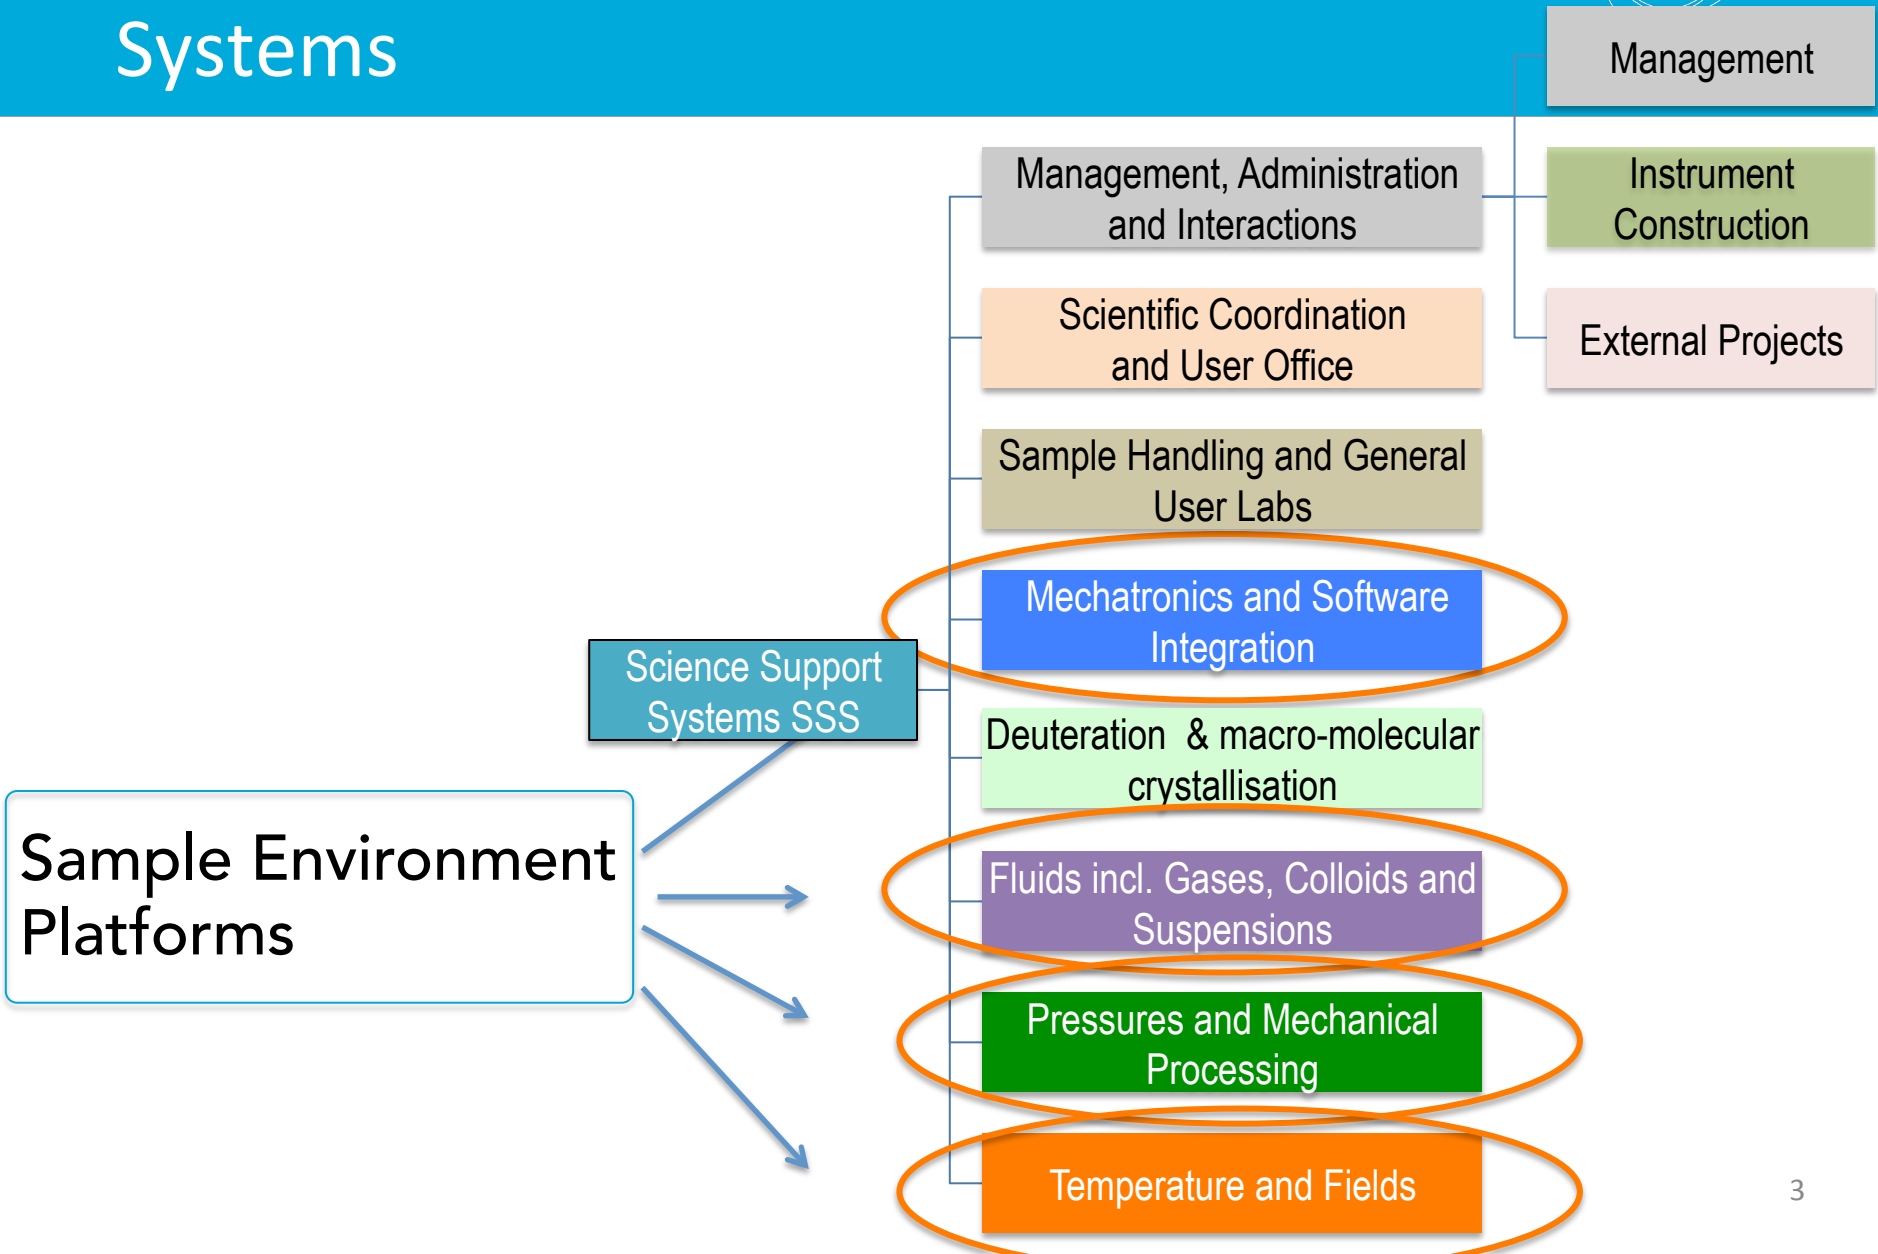 Systems
Management
Management, Administration
and Interactions
Instrument
Construction
Scientific Coordination
and User Office
External Projects
Sample Handling and General
User Labs
Mechatronics and Software
Integration
Science Support
Systems SSS
Deuteration & macro-molecular
crystallisation
Sample Environment
Platforms
Fluids incl. Gases, Colloids and
Suspensions
Pressures and Mechanical
Processing
Temperature and Fields
3